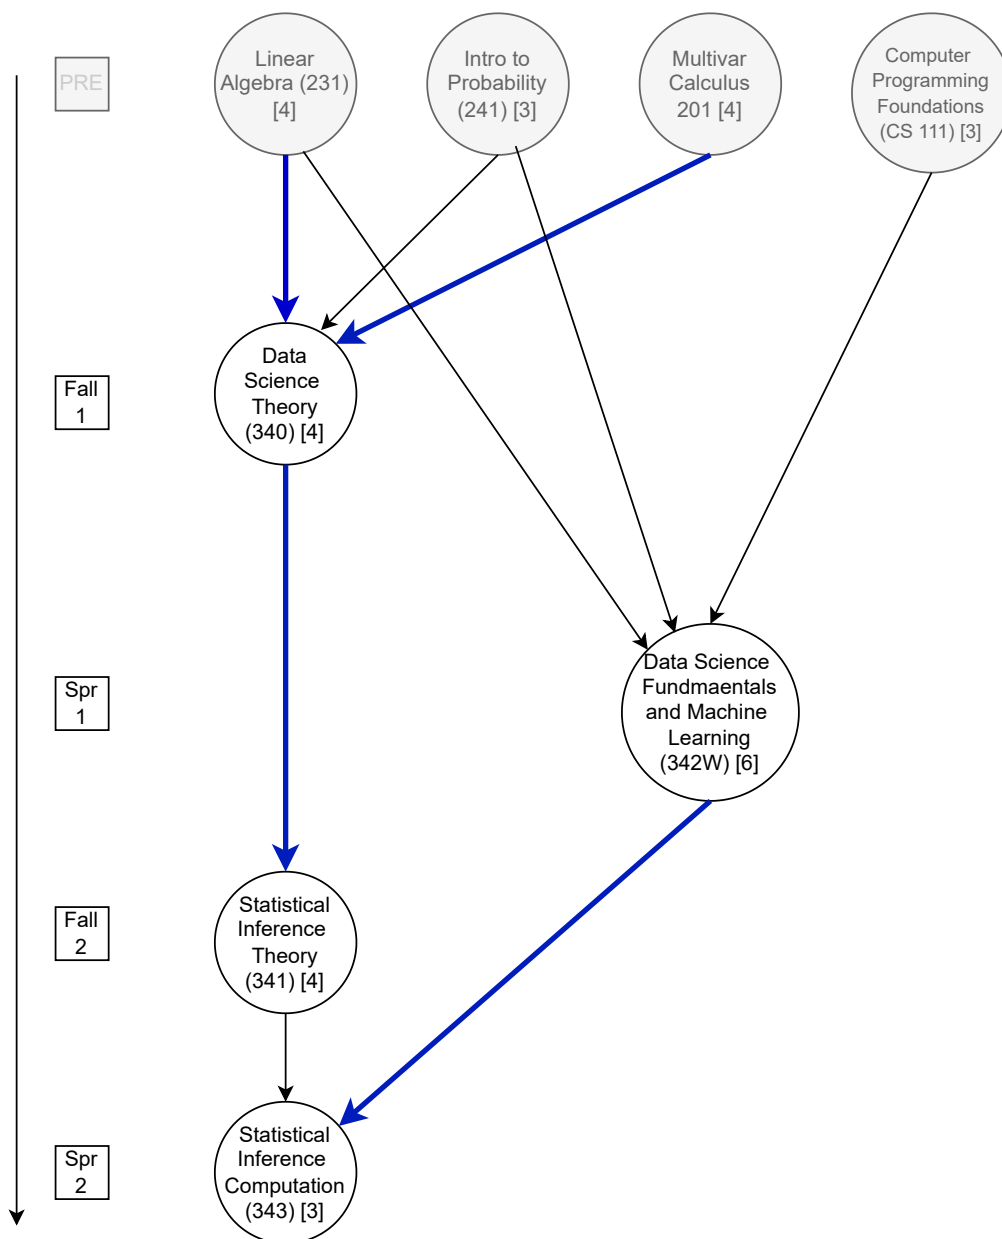 PRE
Linear
Algebra (231)
[4]
Intro to
Probability
(241) [3]
Multivar
Calculus
201 [4]
Computer
Programming
Foundations
(CS 111) [3]
Fall
1
Data
Science
Theory
(340) [4]
Spr
1
Data Science
Fundmaentals
and Machine
Learning
(342W) [6]
Fall
2
Statistical
Inference
Theory
(341) [4]
Spr
2
Statistical
Inference
Computation
(343) [3]